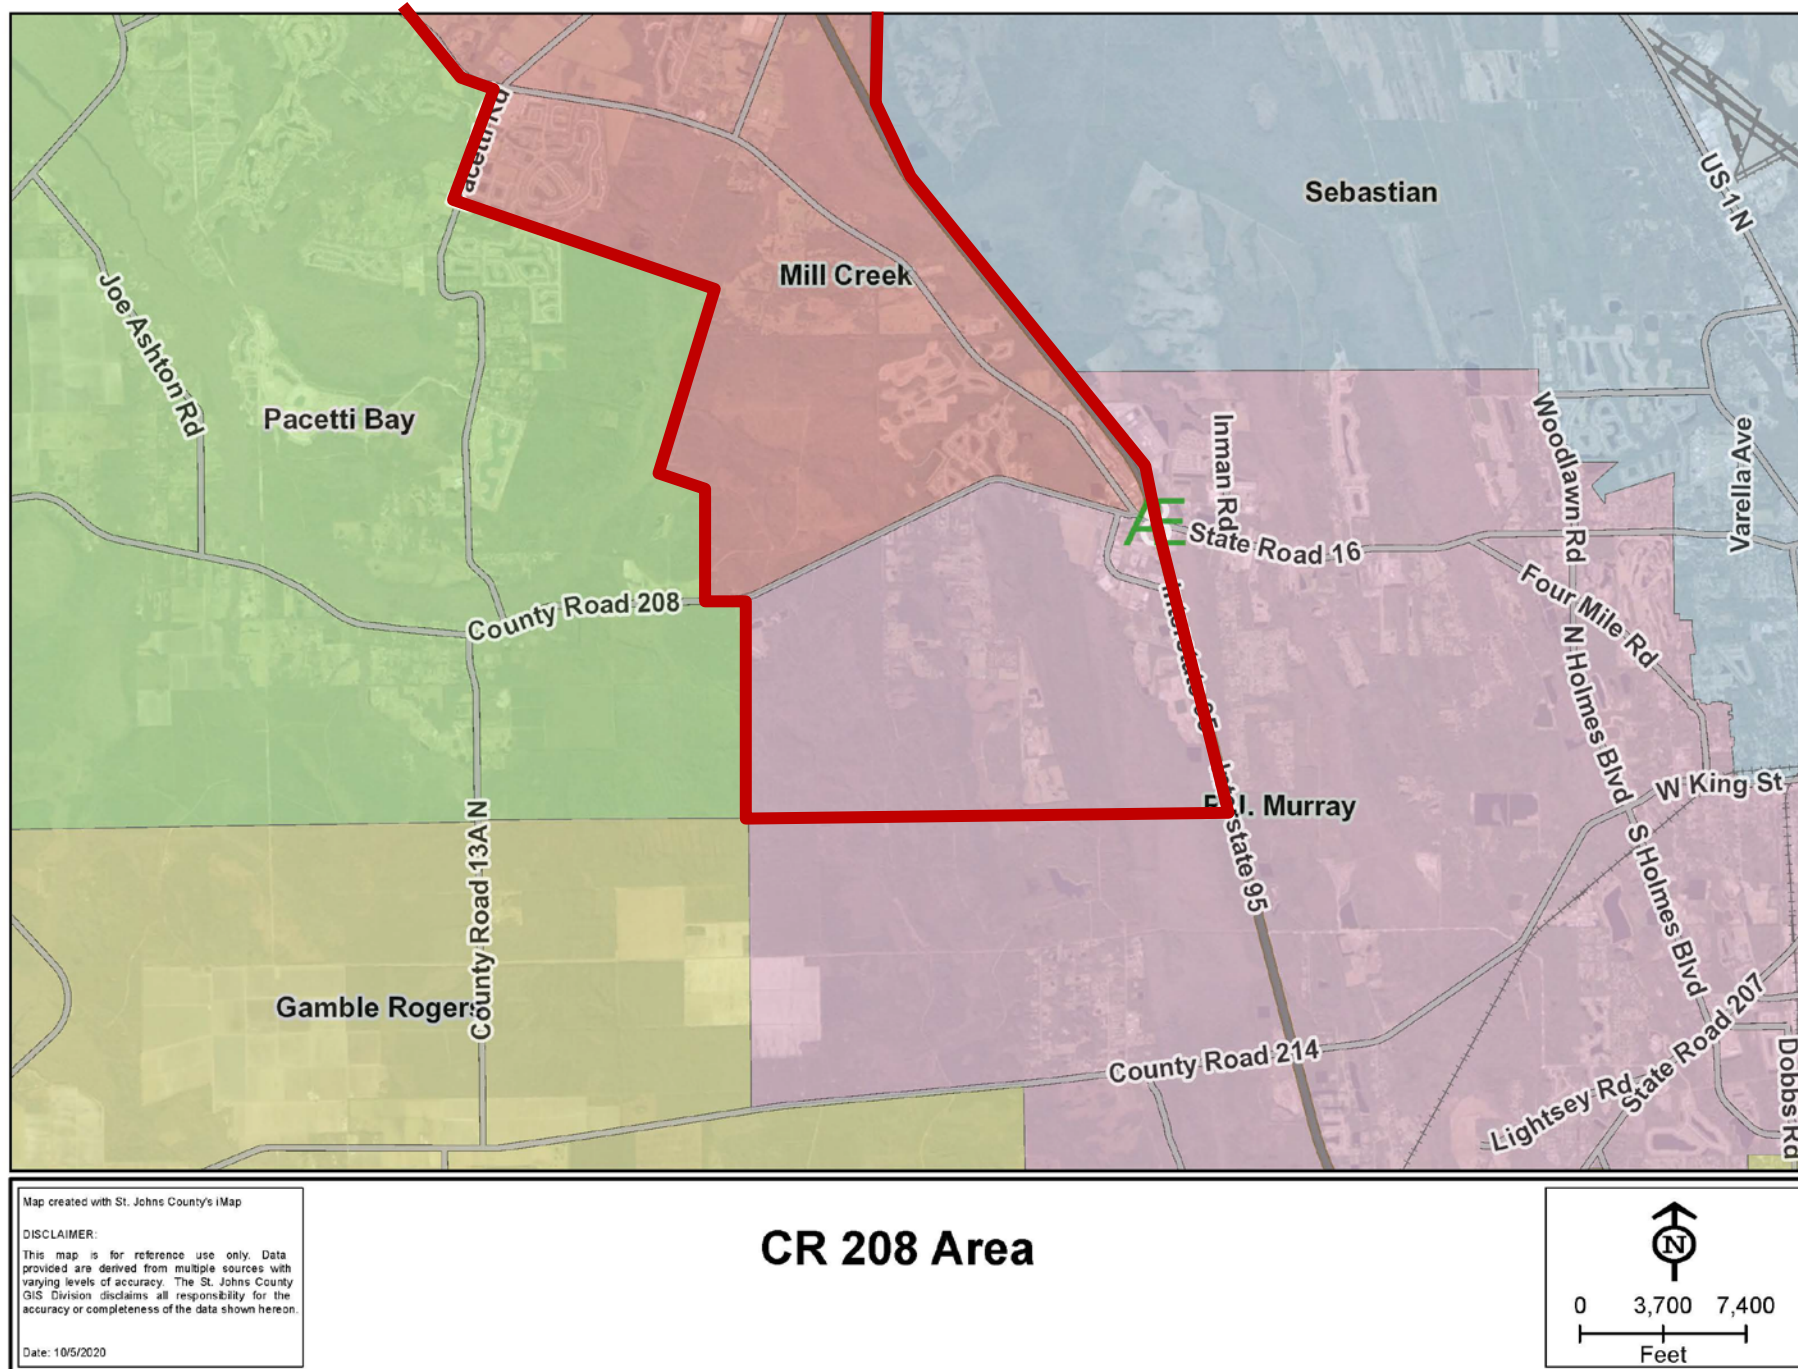 acetti Rd
US 1 N
Sebastian
Mill Creek
Joe Ashton Rd
Pacetti Bay
Inman Rd
Woodlawn Rd
Varella Ave
Æ
State Road 16
County Road 208
Four Mile Rd
Interstate 95
N Holmes Blvd
W King St
Murray
Interstate 95
S Holmes Blvd
County Road 13A N
Gamble Rogers
County Road 214
State Road 207
Lightsey Rd
Dobbs Rd
Map created with St. Johns County's iMap
DISCLAIMER:
This map is for reference use only. Data
provided are derived from multiple sources with
varying levels of accuracy. The St. Johns County
GIS Division disclaims all responsibility for the
accuracy or completeness of the data shown hereon.
Date: 10/5/2020
CR 208 Area
N
0 3,700 7,400
Feet